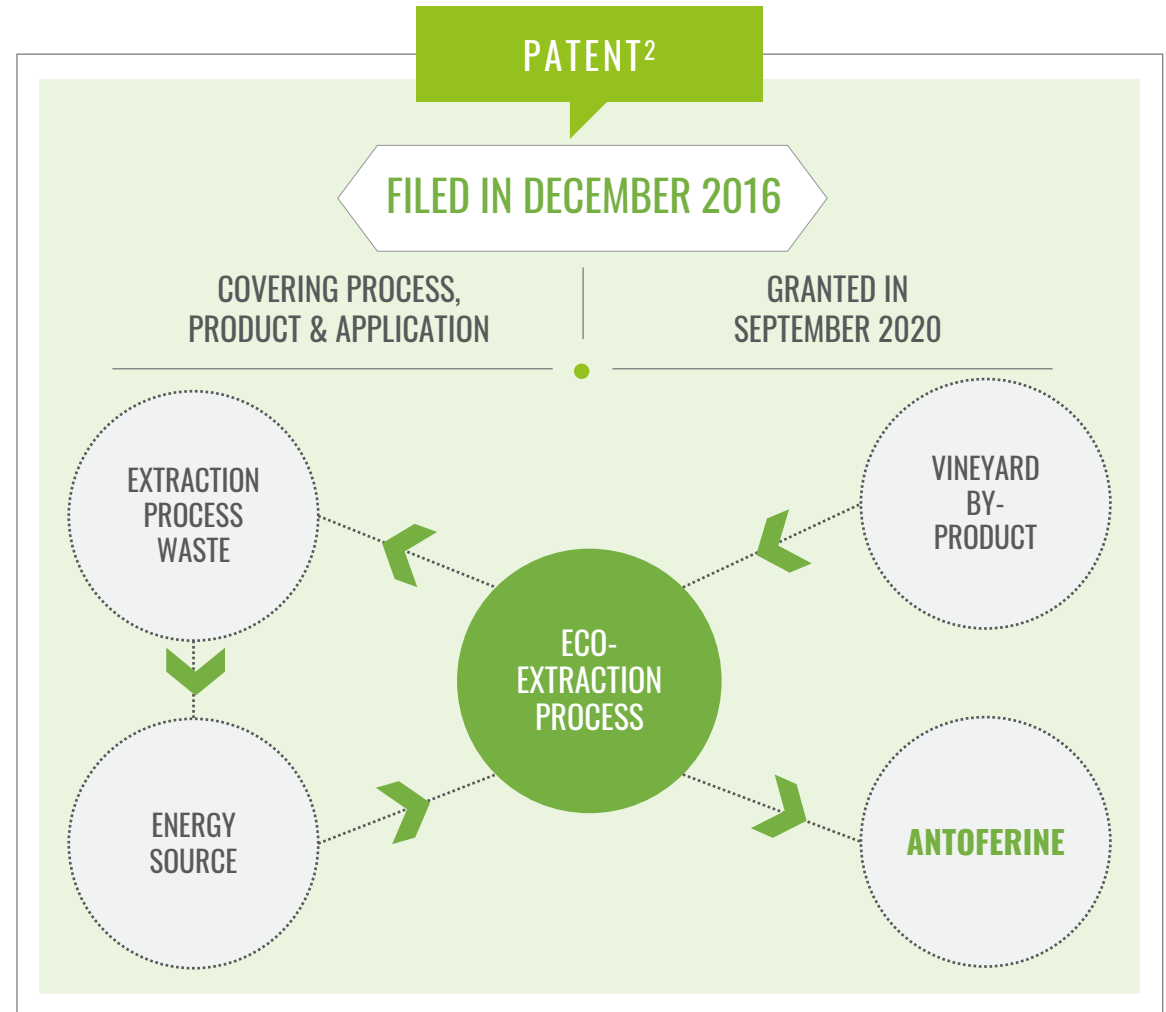 PATENT²
FILED IN DECEMBER 2016
COVERING PROCESS,
PRODUCT & APPLICATION
GRANTED IN
SEPTEMBER 2020
EXTRACTION
PROCESS
WASTE
VINEYARD
BY-
PRODUCT
ECO-
EXTRACTION
PROCESS
ENERGY
SOURCE
ANTOFERINE